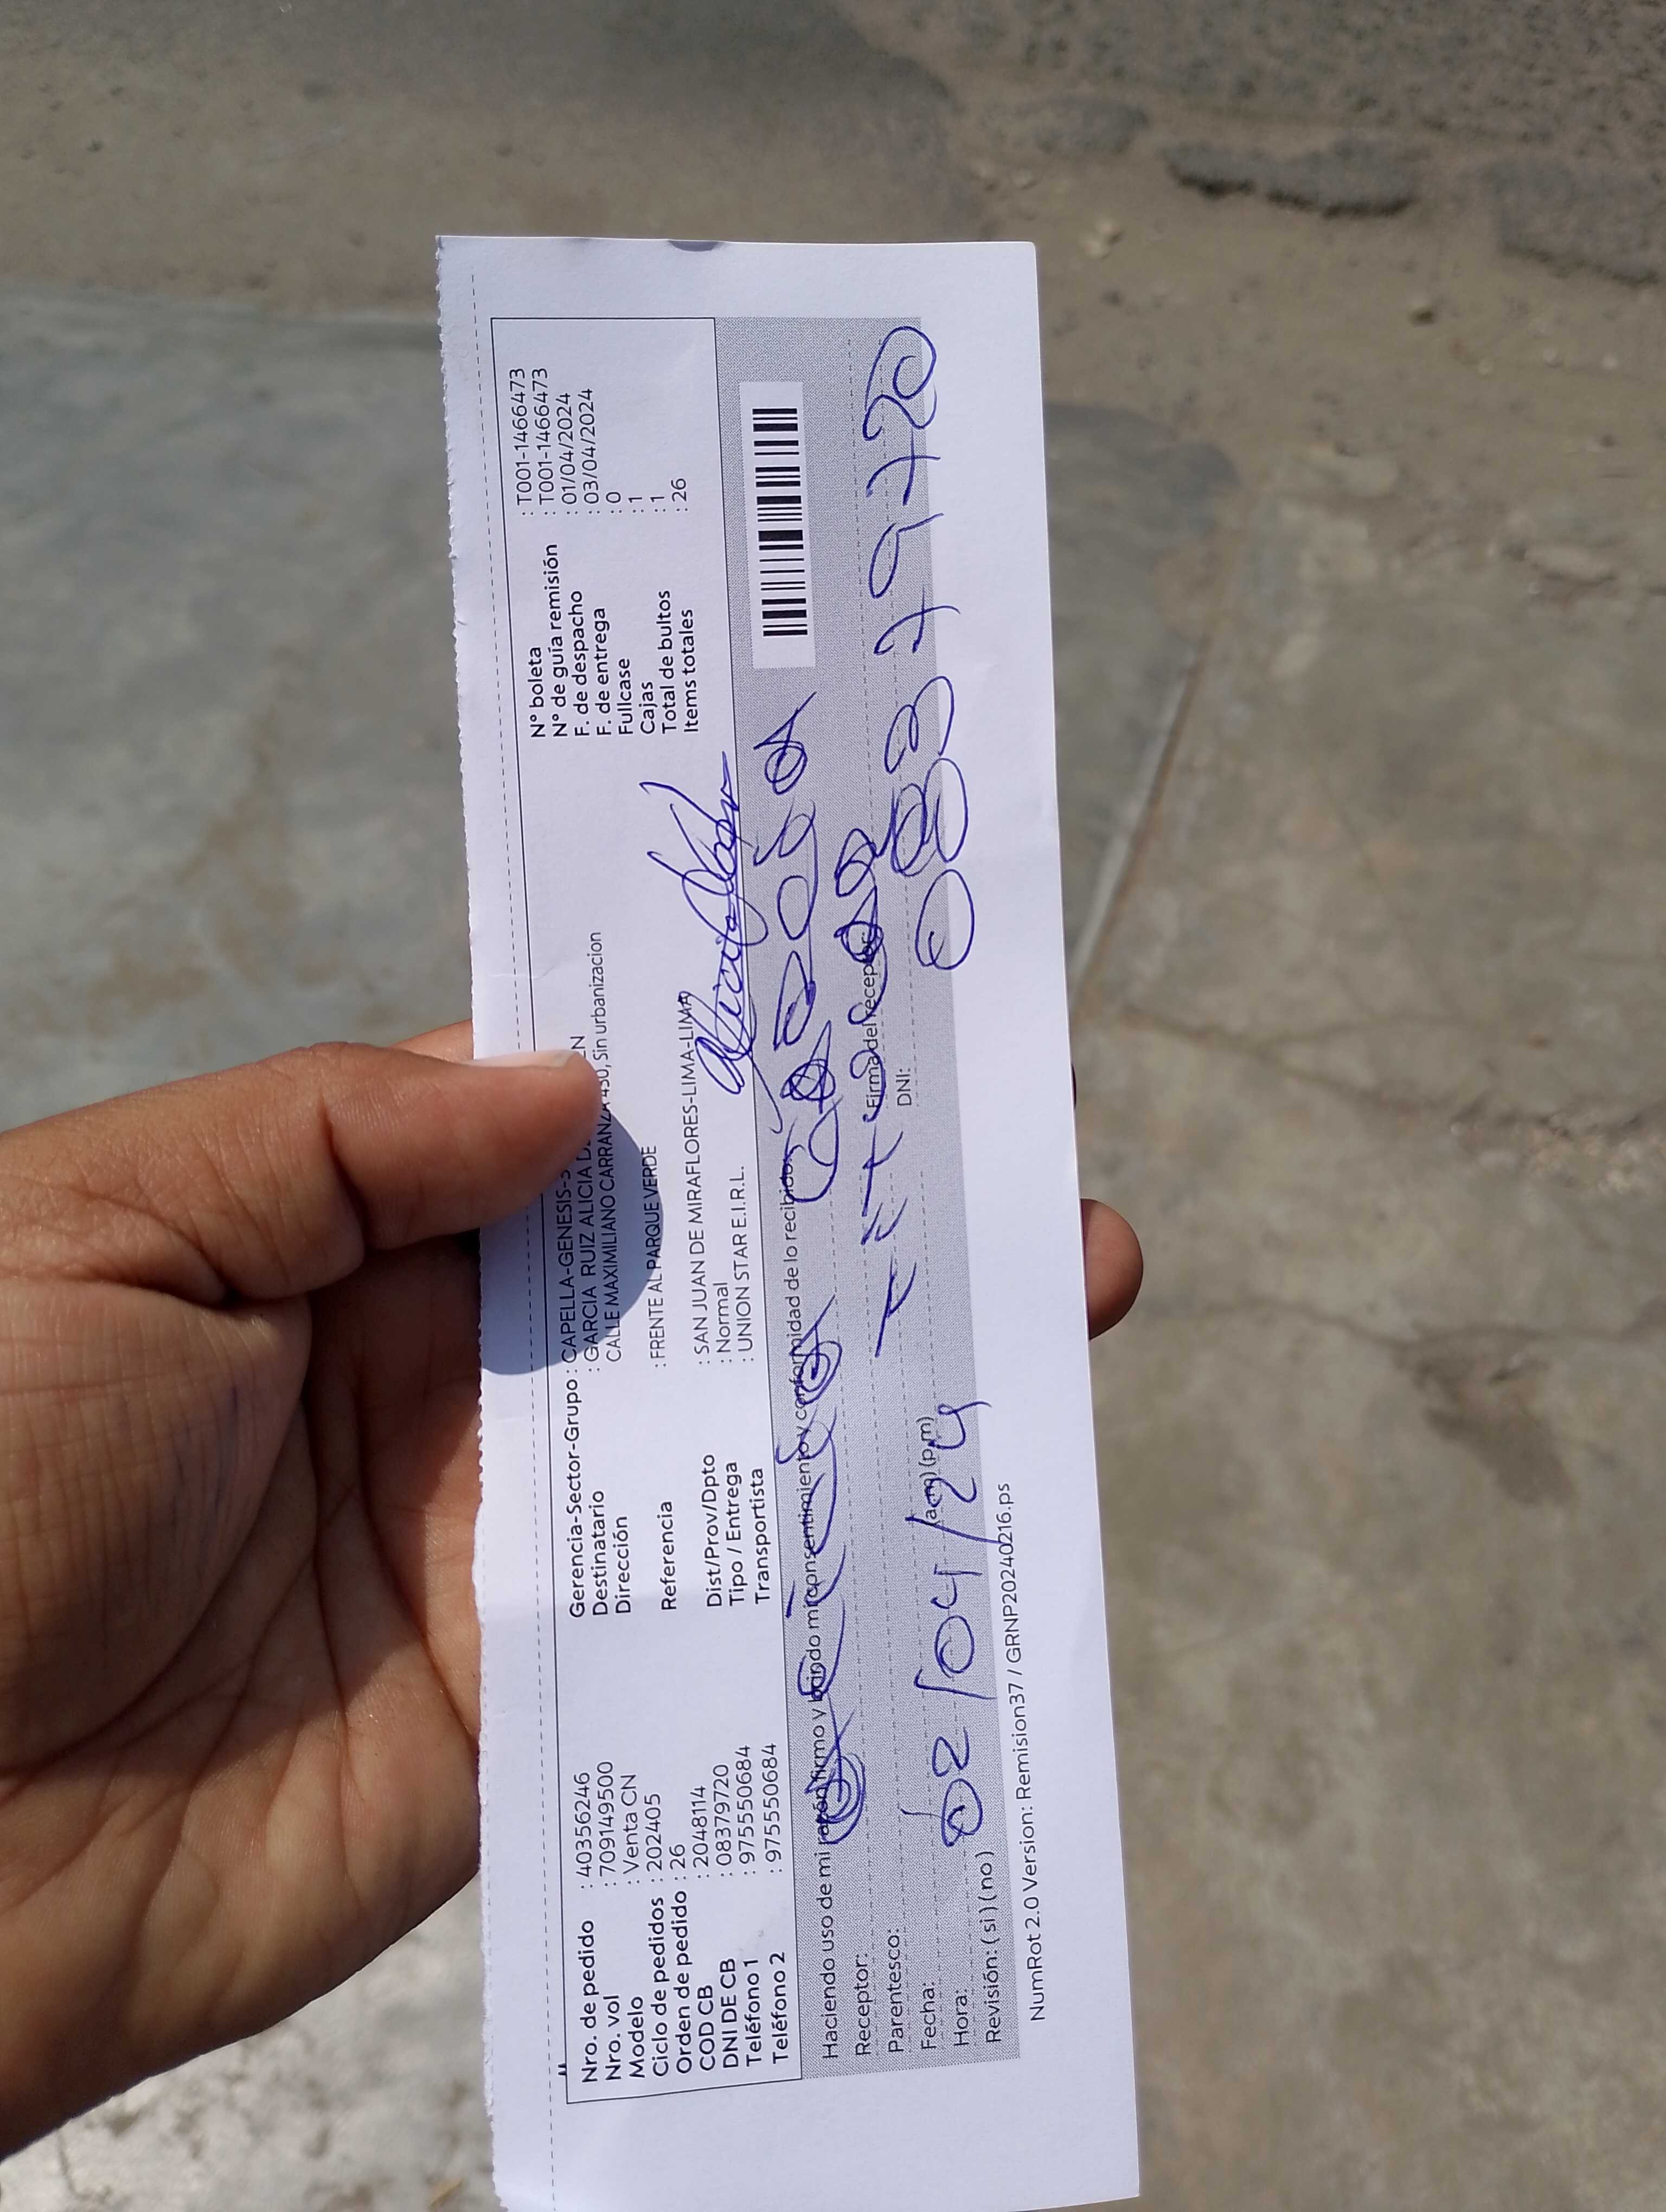 Nro. de pedido : 40356246
Nro. vol : 709149500
Modelo : Venta CN
Ciclo de pedidos : 202405
Orden de pedido : 26
COD CB : 2048114
DNI DE CB : 08379720
Teléfono 1 : 975550684
Teléfono 2 : 975550684
Gerencia-Sector-Grupo : CAPELLA-GENESIS-
Destinatario : GARCIA RUIZ ALICIA
Dirección CALLE MAXIMILIANO CARRANZA 430, Sin urbanizacion
Referencia : FRENTE AL PARQUE VERDE
Dist/Prov/Dpto : SAN JUAN DE MIRAFLORES-LIMA-LIMA
Tipo / Entrega : Normal
Transportista : UNION STAR E.I.R.L.
N° boleta : T001-1466473
N° de guía remisión : T001-1466473
F. de despacho : 01/04/2024
F. de entrega : 03/04/2024
Fullcase : 0
Cajas : 1
Total de bultos : 1
Items totales : 26
Haciendo uso de mi razón firmo y brindo mi consentimiento y conformidad de lo recibido.
Receptor: Alicia Garcia
Parentesco:
Firma del receptor
Fecha: 02/04/24
DNI: 08379720
Hora: (a.m) (p.m)
Revisión: (si) (no)
NumRot 2.0 Version: Remision37 / GRNP20240216.ps